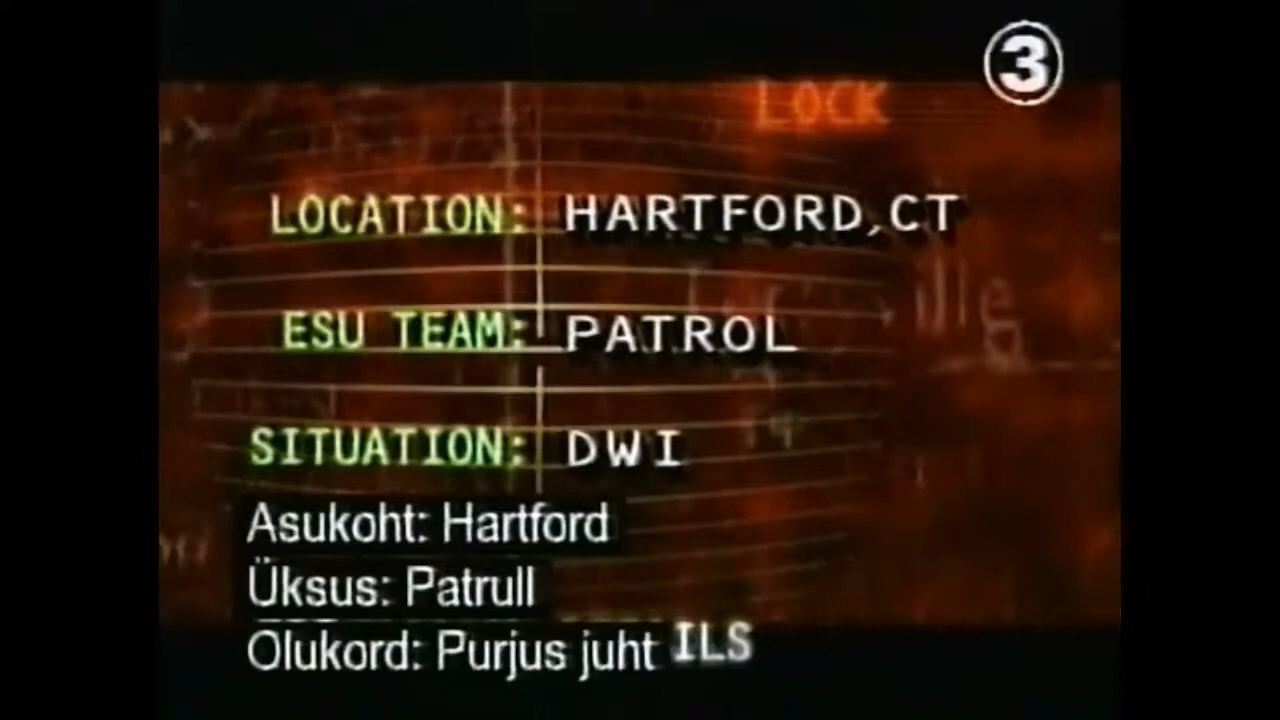 3
LOCK
LOCATION: HARTFORD,CT
ESU TEAM: PATROL
SITUATION: DWI
Asukoht: Hartford
Üksus: Patrull
Olukord: Purjus juht
ILS